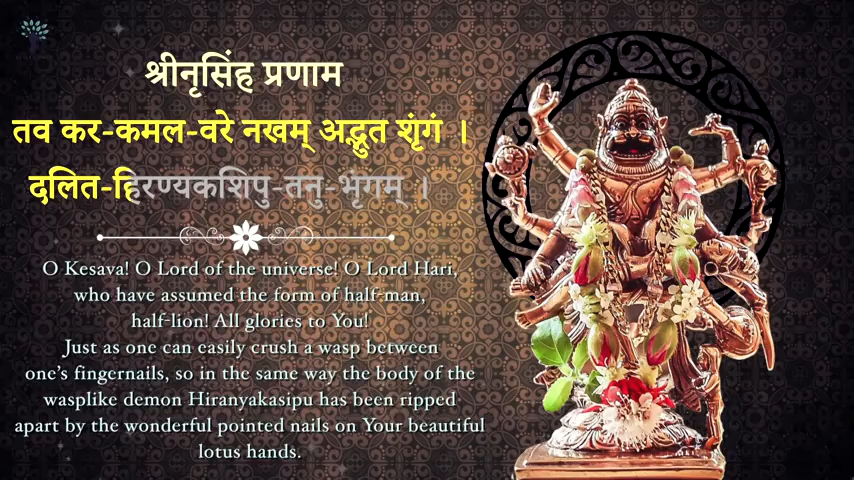 श्रीनृसिंह प्रणाम
तव कर-कमल-वरे नखम् अद्भुत शृंगं ।
दलित-हिरण्यकशिपु-तनु-भृंगम् ।
O Kesava! O Lord of the universe! O Lord Hari,
who have assumed the form of half-man,
half-lion! All glories to You!
Just as one can easily crush a wasp between
one’s fingernails, so in the same way the body of the
wasplike demon Hiranyakasipu has been ripped
apart by the wonderful pointed nails on Your beautiful
lotus hands.